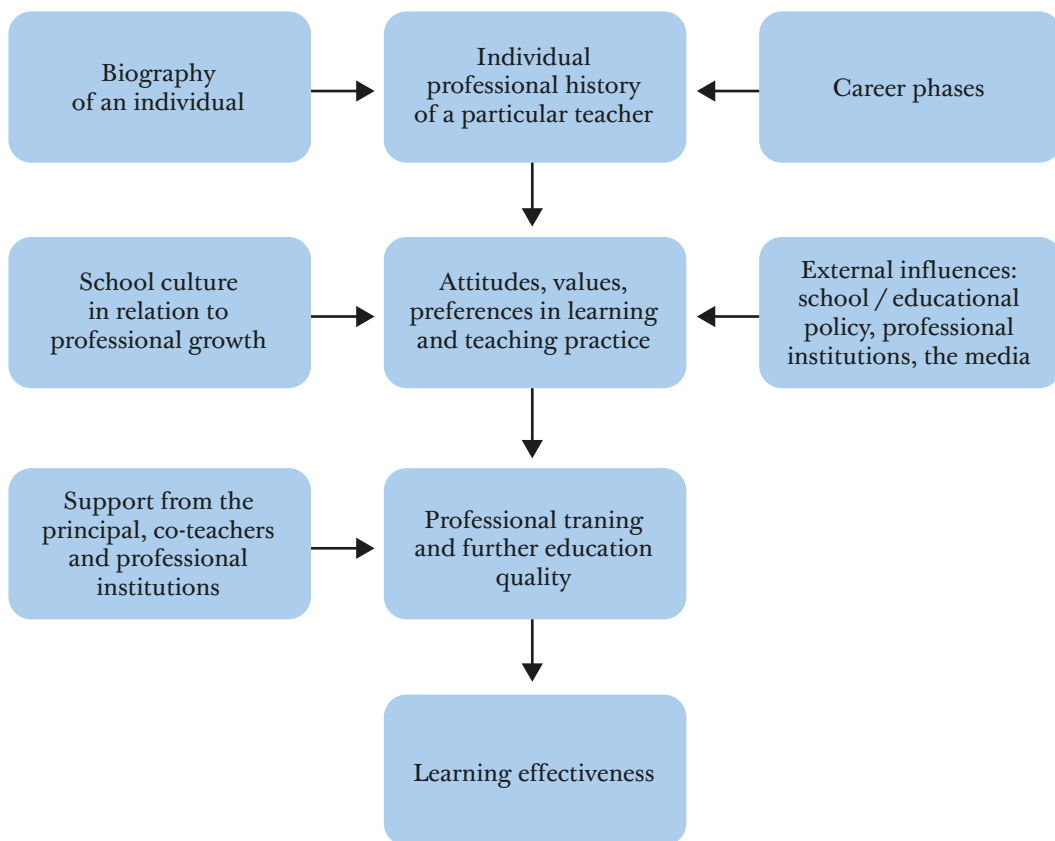 Biography
of an individual
Individual
professional history
of a particular teacher
Career phases
School culture
in relation to
professional growth
Attitudes, values,
preferences in learning
and teaching practice
External influences:
school / educational
policy, professional
institutions, the media
Support from the
principal, co-teachers
and professional
institutions
Professional traning
and further education
quality
Learning effectiveness